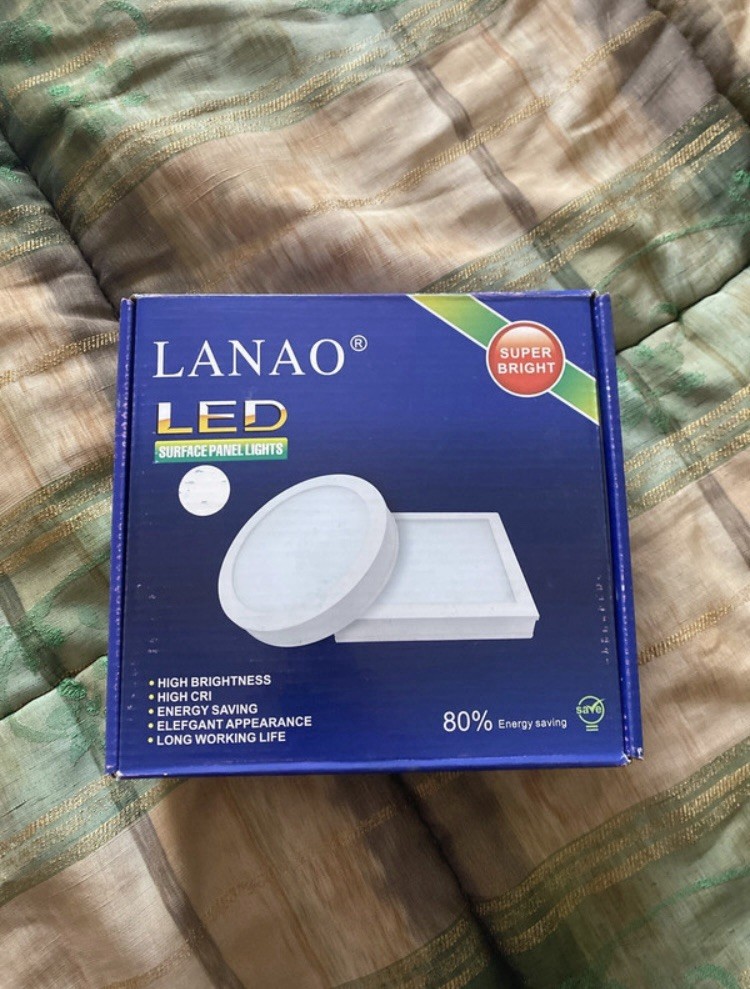 LANAO®
SUPER
BRIGHT
LED
SURFACE PANEL LIGHTS
• HIGH BRIGHTNESS
• HIGH CRI
• ENERGY SAVING
• ELEFGANT APPEARANCE
• LONG WORKING LIFE
80% Energy saving
save